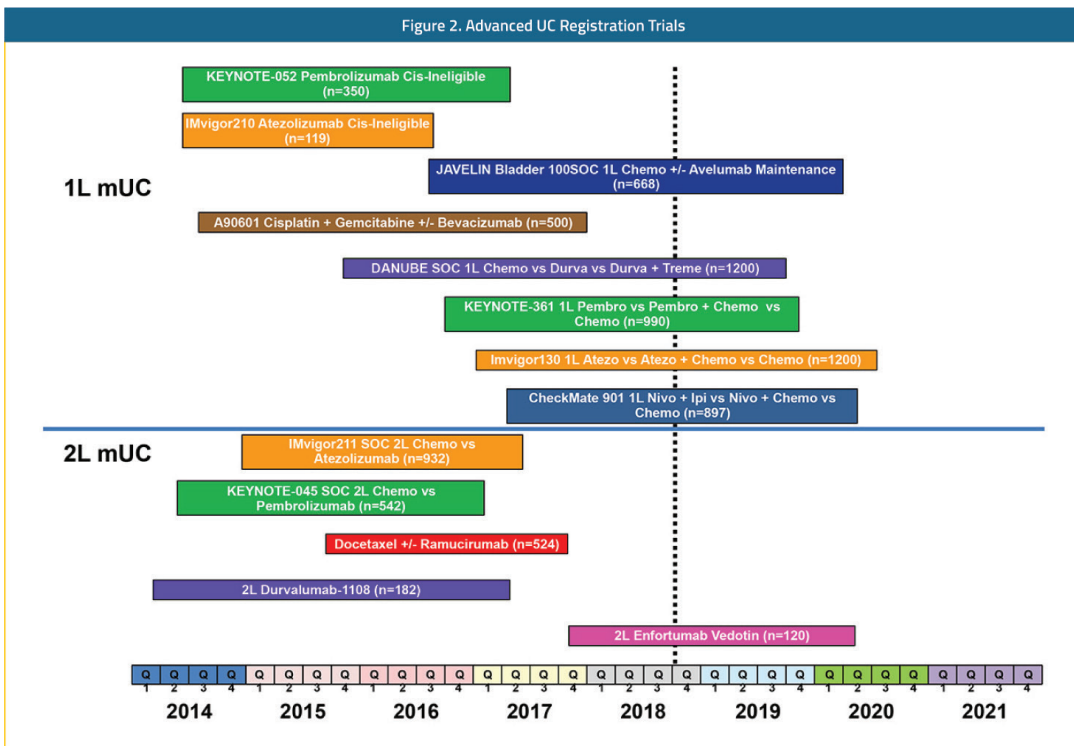 Figure 2. Advanced UC Registration Trials
KEYNOTE-052 Pembrolizumab Cis-Ineligible
(n=350)
IMvigor210 Atezolizumab Cis-Ineligible
(n=119)
1L mUC
JAVELIN Bladder 100SOC 1L Chemo +/- Avelumab Maintenance
(n=668)
A90601 Cisplatin + Gemcitabine +/- Bevacizumab (n=500)
DANUBE SOC 1L Chemo vs Durva vs Durva + Treme (n=1200)
KEYNOTE-361 1L Pembro vs Pembro + Chemo vs
Chemo (n=990)
Imvigor130 1L Atezo vs Atezo + Chemo vs Chemo (n=1200)
CheckMate 901 1L Nivo + Ipi vs Nivo + Chemo vs
Chemo (n=897)
2L mUC
IMvigor211 SOC 2L Chemo vs
Atezolizumab (n=932)
KEYNOTE-045 SOC 2L Chemo vs
Pembrolizumab (n=542)
Docetaxel +/- Ramucirumab (n=524)
2L Durvalumab-1108 (n=182)
2L Enfortumab Vedotin (n=120)
Q Q Q Q Q Q Q Q Q Q Q Q Q Q Q Q Q Q Q Q Q Q Q Q Q Q Q Q Q Q Q Q
1 2 3 4 1 2 3 4 1 2 3 4 1 2 3 4 1 2 3 4 1 2 3 4 1 2 3 4 1 2 3 4
2014 2015 2016 2017 2018 2019 2020 2021